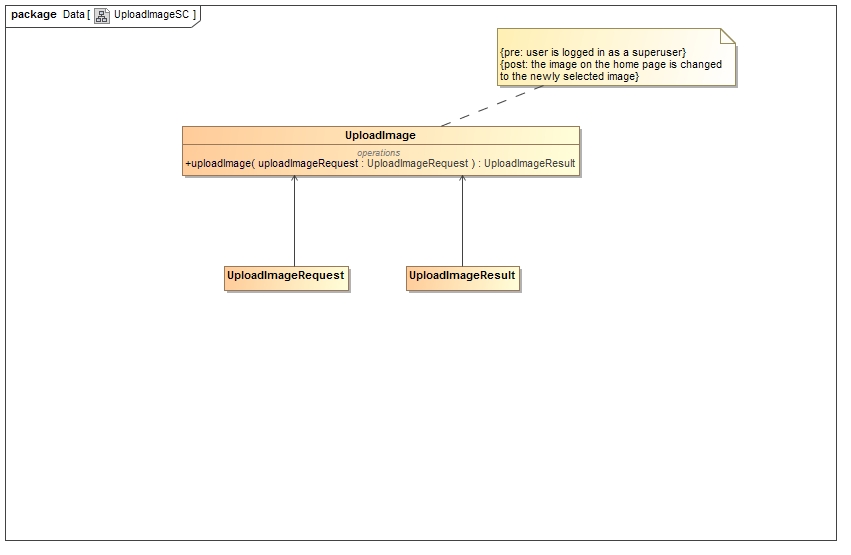 package Data [ UploadImageSC ]
{pre: user is logged in as a superuser}
{post: the image on the home page is changed
to the newly selected image}
UploadImage
operations
+uploadImage( uploadImageRequest : UploadImageRequest ) : UploadImageResult
UploadImageRequest
UploadImageResult